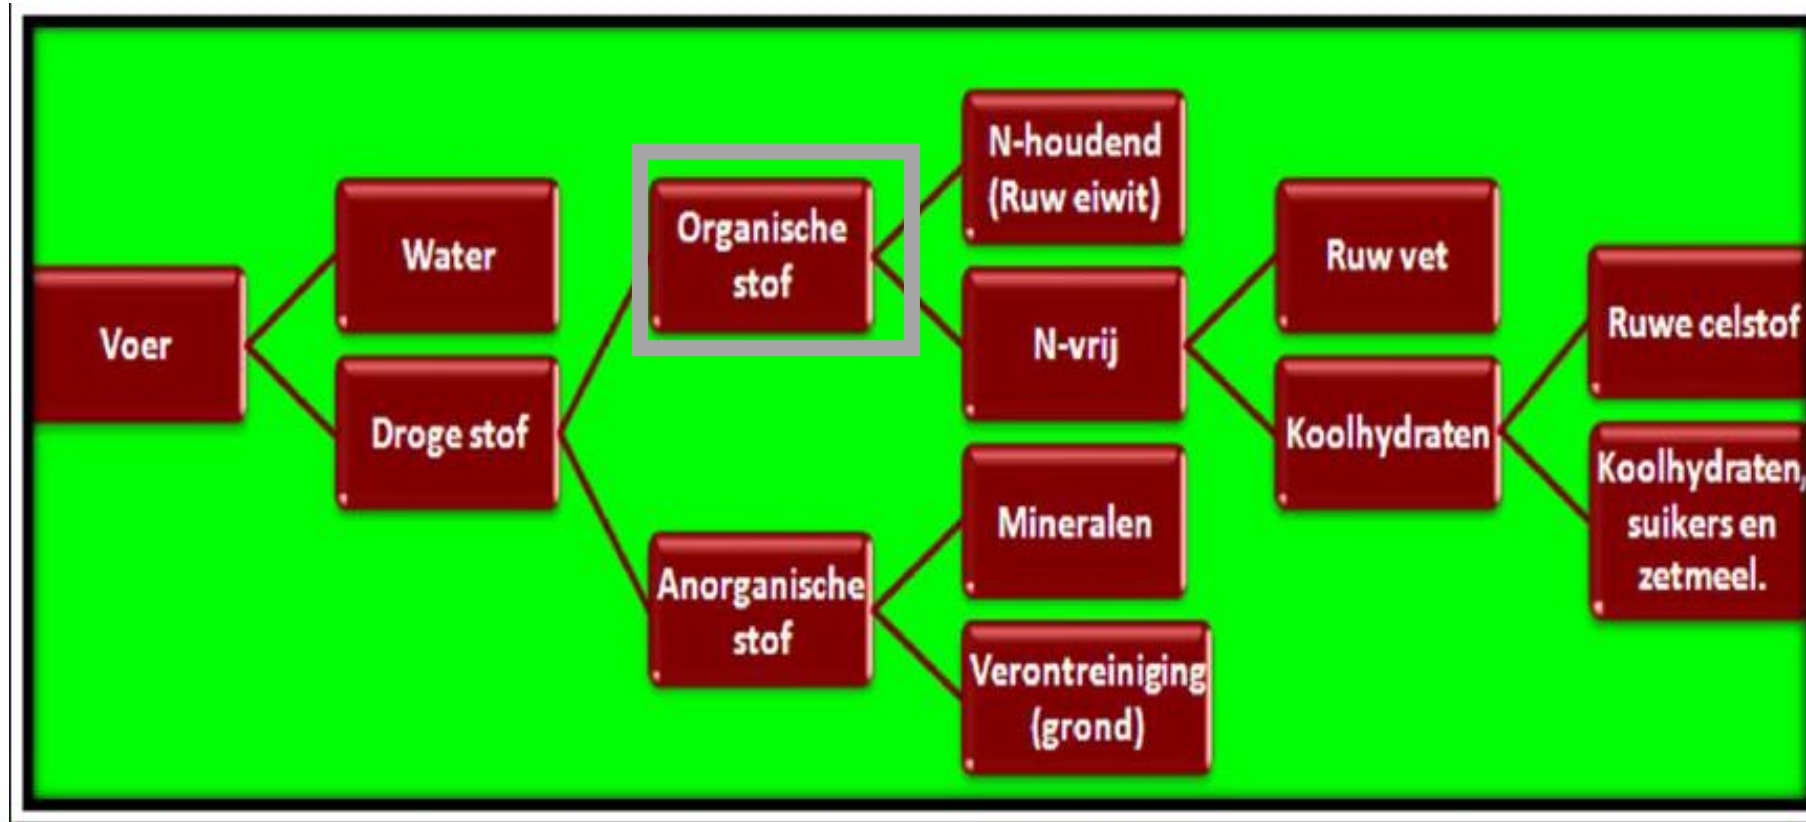 Voer
Water
Droge stof
Organische
stof
Anorganische
stof
N-houdend
(Ruw eiwit)
N-vrij
Mineralen
Verontreiniging
(grond)
Ruw vet
Koolhydraten
Ruwe celstof
Koolhydraten,
suikers en
zetmeel.